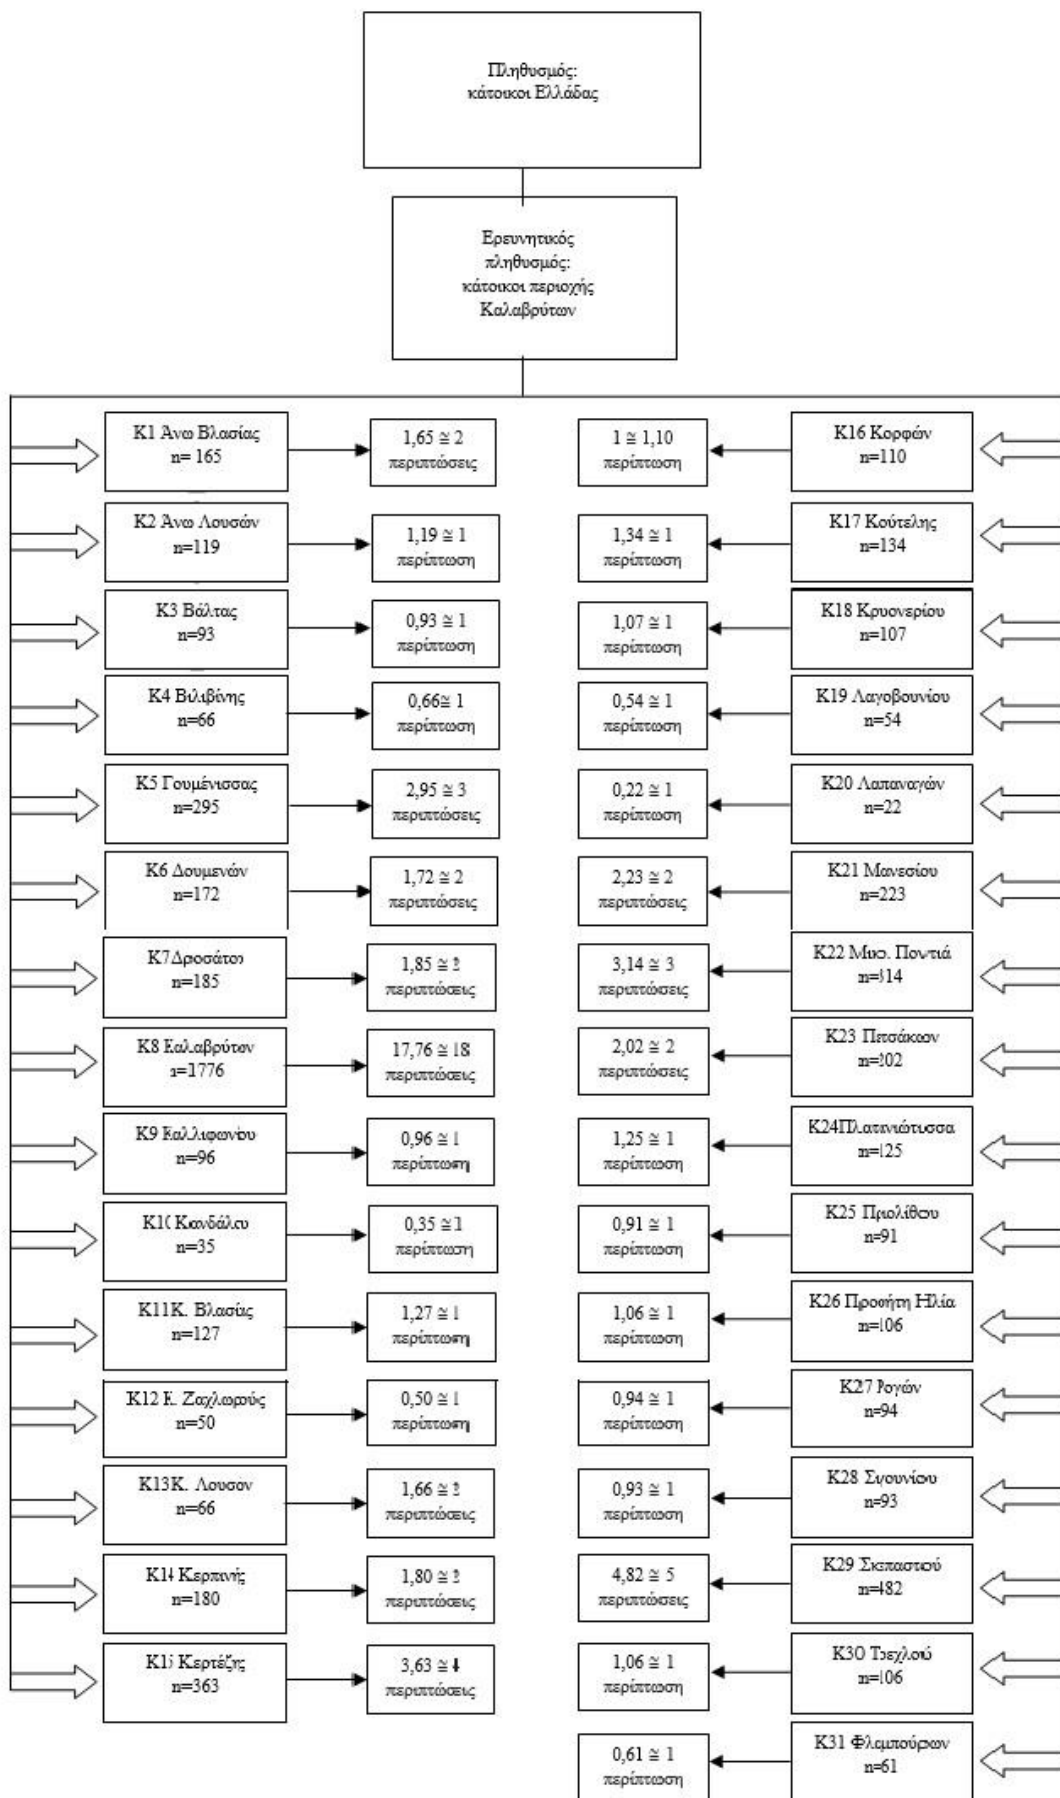 Πληθυσμός:
κάτοικοι Ελλάδας
Ερευνητικός
πληθυσμός:
κάτοικοι περιοχής
Καλαβρύτων
Κ1 Άνω Βλασίας
n= 165
1,65 ≅ 2
περιπτώσεις
Κ2 Άνω Λουσών
n=119
1,19 ≅ 1
περίπτωση
Κ3 Βάλτας
n=93
0,93 ≅ 1
περίπτωση
Κ4 Βιλιβίνης
n=66
0,66≅ 1
περίπτωση
Κ5 Γουμένισσας
n=295
2,95 ≅ 3
περιπτώσεις
Κ6 Δουμενών
n=172
1,72 ≅ 2
περιπτώσεις
Κ7 Δροσάτου
n=185
1,85 ≅ 2
περιπτώσεις
Κ8 Καλαβρύτων
n=1776
17,76 ≅ 18
περιπτώσεις
Κ9 Καλλιφωνίου
n=96
0,96 ≅ 1
περίπτωση
Κ10 Κανδάλου
n=35
0,35 ≅ 1
περίπτωση
Κ11Κ. Βλασίας
n=127
1,27 ≅ 1
περίπτωση
Κ12 Κ. Ζαχλωρούς
n=50
0,50 ≅ 1
περίπτωση
Κ13Κ. Λουσον
n=66
1,66 ≅ 2
περιπτώσεις
Κ14 Κερπινής
n=180
1,80 ≅ 2
περιπτώσεις
Κ15 Κερτέζης
n=363
3,63 ≅ 4
περιπτώσεις
1 ≅ 1,10
περίπτωση
Κ16 Κορφών
n=110
1,34 ≅ 1
περίπτωση
Κ17 Κούτελης
n=134
1,07 ≅ 1
περίπτωση
Κ18 Κρυονερίου
n=107
0,54 ≅ 1
περίπτωση
Κ19 Λαγοβουνίου
n=54
0,22 ≅ 1
περίπτωση
Κ20 Λαπαναγών
n=22
2,23 ≅ 2
περιπτώσεις
Κ21 Μανεσίου
n=223
3,14 ≅ 3
περιπτώσεις
Κ22 Μικρ. Ποντιά
n=314
2,02 ≅ 2
περιπτώσεις
Κ23 Πετσάκων
n=202
1,25 ≅ 1
περίπτωση
Κ24Πλατανιώτισσα
n=125
0,91 ≅ 1
περίπτωση
Κ25 Πριολίθου
n=91
1,06 ≅ 1
περίπτωση
Κ26 Προφήτη Ηλία
n=106
0,94 ≅ 1
περίπτωση
Κ27 Ρογών
n=94
0,93 ≅ 1
περίπτωση
Κ28 Σιγουνίου
n=93
4,82 ≅ 5
περιπτώσεις
Κ29 Σκεπαστού
n=482
1,06 ≅ 1
περίπτωση
Κ30 Τρεχλού
n=106
0,61 ≅ 1
περίπτωση
Κ31 Φλαμπούρων
n=61